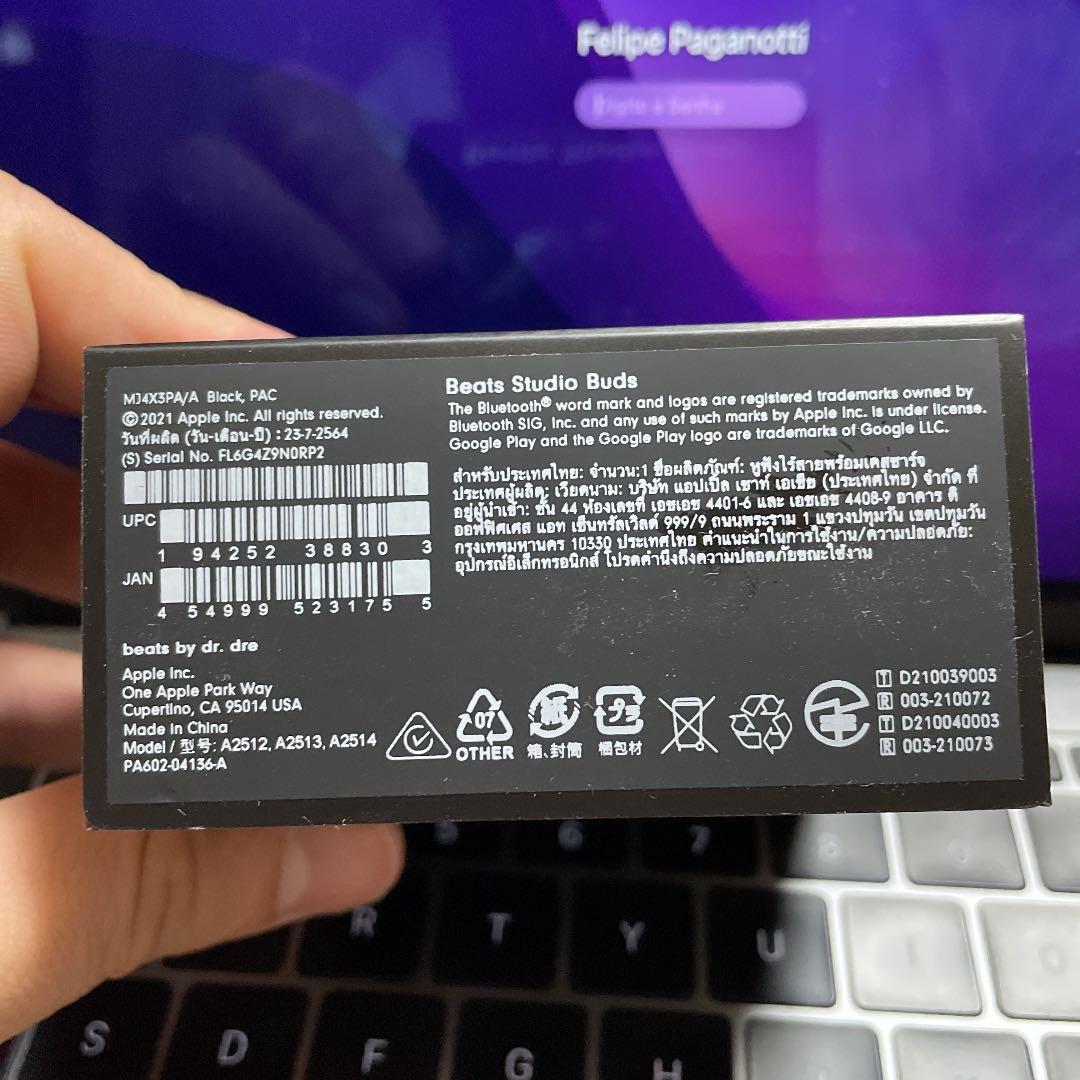 Felipe Paganotti
MJ4X3PA/A Black, PAC
©2021 Apple Inc. All rights reserved.
วันที่ผลิต (วัน-เดือน-ปี) : 23-7-2564
(S) Serial No. FL6G4Z9N0RP2
UPC
1 94252 38830 3
JAN
4 549995 231755
beats by dr. dre
Apple Inc.
One Apple Park Way
Cupertino, CA 95014 USA
Made in China
Model / 型号: A2512, A2513, A2514
PA602-04136-A
Beats Studio Buds
The Bluetooth® word mark and logos are registered trademarks owned by
Bluetooth SIG, Inc. and any use of such marks by Apple Inc. is under license.
Google Play and the Google Play logo are trademarks of Google LLC.
สำหรับประเทศไทย: จำนวน:1 ชื่อผลิตภัณฑ์: หูฟังไร้สายพร้อมเคสชาร์จ
ประเทศผู้ผลิต: เวียดนาม: บริษัท แอปเปิ้ล เซาท์ เอเชีย (ประเทศไทย) จำกัด ที่
อยู่ผู้นำเข้า: ชั้น 44 ห้องเลขที่ เอชเอช 4401-6 และ เอชเอช 4408-9 อาคาร ดิ
ออฟฟิศเศส แอท เซ็นทรัลเวิลด์ 999/9 ถนนพระราม 1 แขวงปทุมวัน เขตปทุมวัน
กรุงเทพมหานคร 10330 ประเทศไทย คำแนะนำในการใช้งาน/ความปลอดภัย:
อุปกรณ์อิเล็กทรอนิกส์ โปรดคำนึงถึงความปลอดภัยขณะใช้งาน
07
OTHER
紙
箱、封筒
プラ
梱包材
T D210039003
R 003-210072
T D210040003
R 003-210073
5 6 7
R T Y U
S D F G H